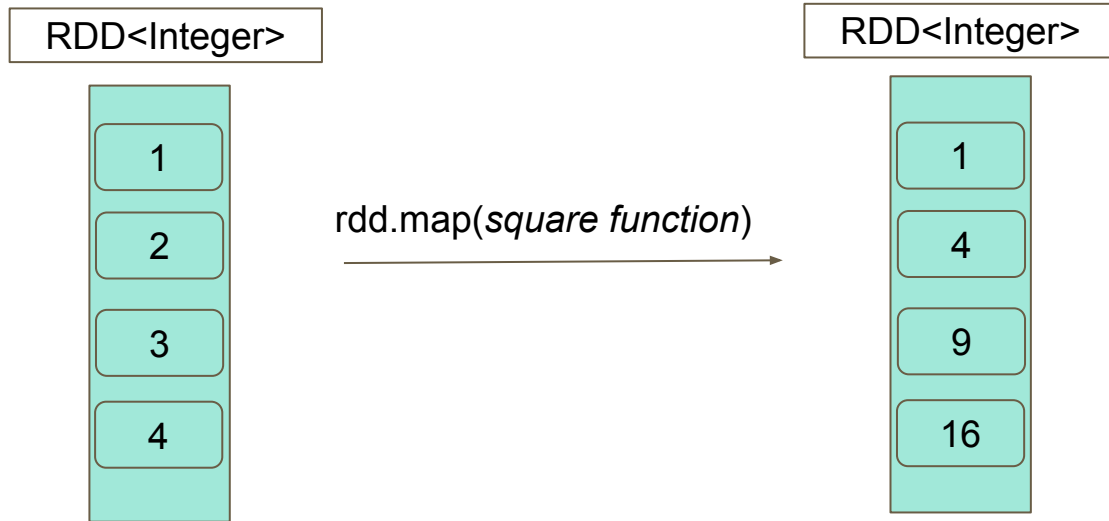 RDD<Integer>
1
2
3
4
rdd.map(square function)
RDD<Integer>
1
4
9
16